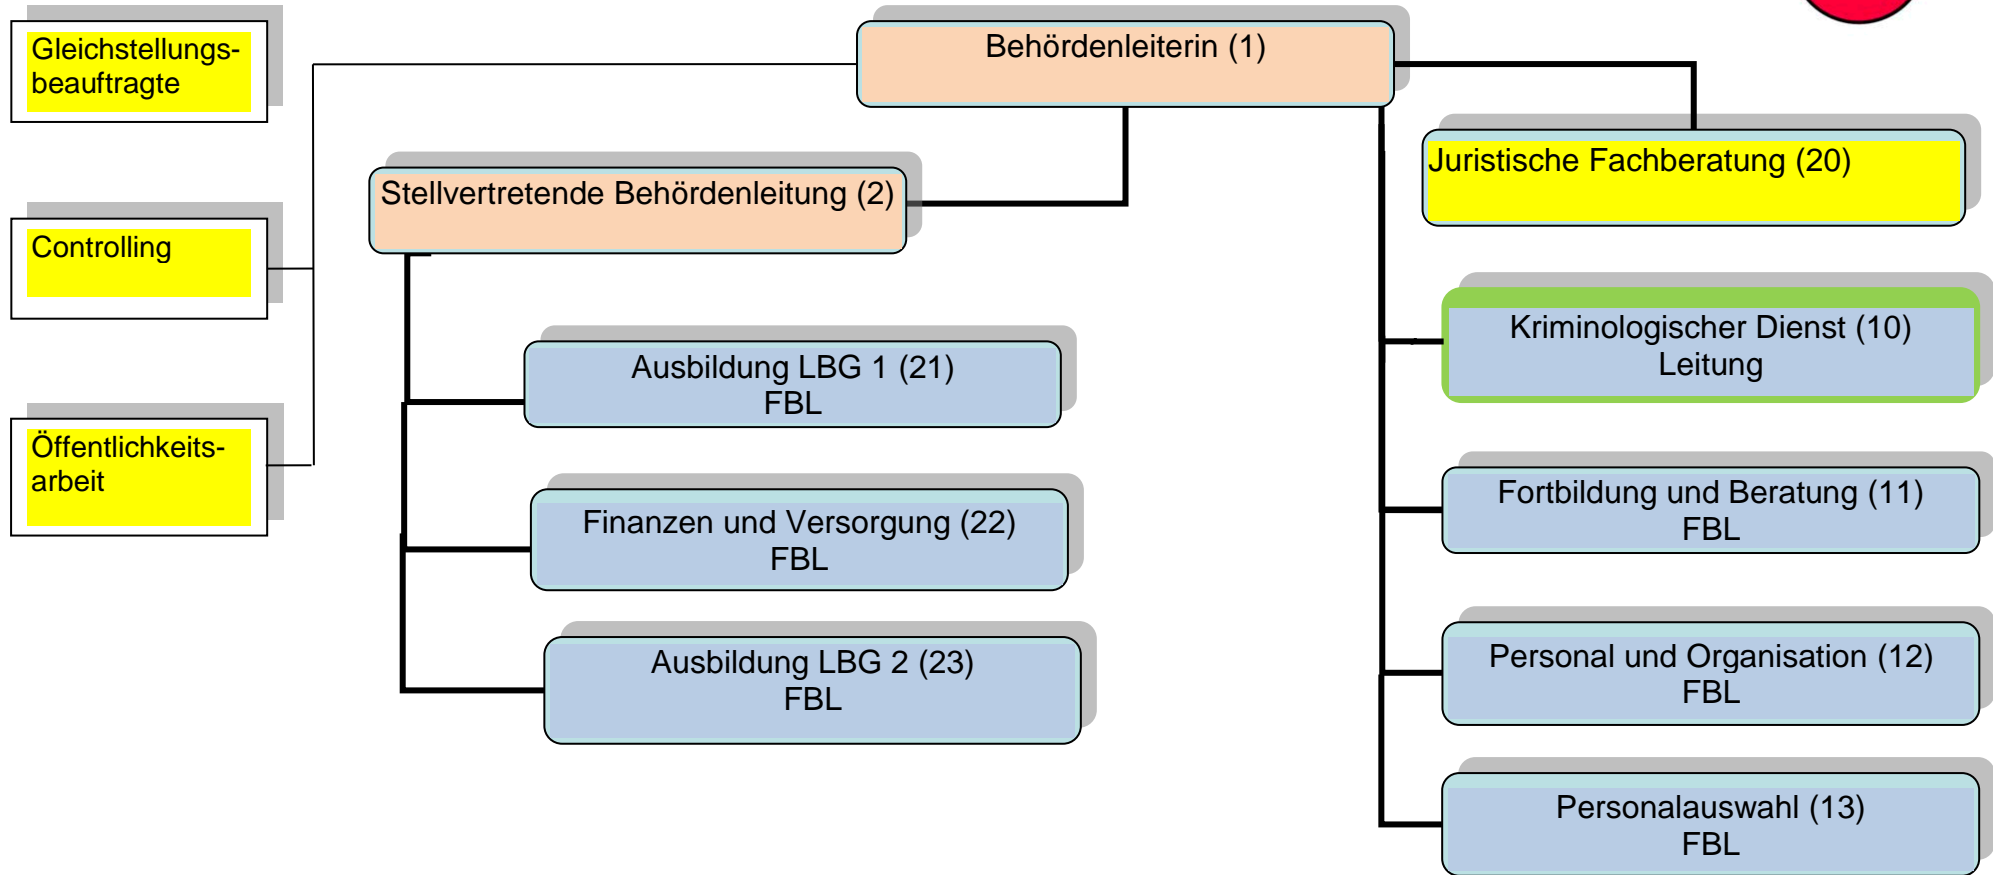 Gleichstellungs-
beauftragte
Behördenleiterin (1)
Juristische Fachberatung (20)
Stellvertretende Behördenleitung (2)
Controlling
Kriminologischer Dienst (10)
Leitung
Ausbildung LBG 1 (21)
FBL
Öffentlichkeits-
arbeit
Fortbildung und Beratung (11)
FBL
Finanzen und Versorgung (22)
FBL
Personal und Organisation (12)
FBL
Ausbildung LBG 2 (23)
FBL
Personalauswahl (13)
FBL